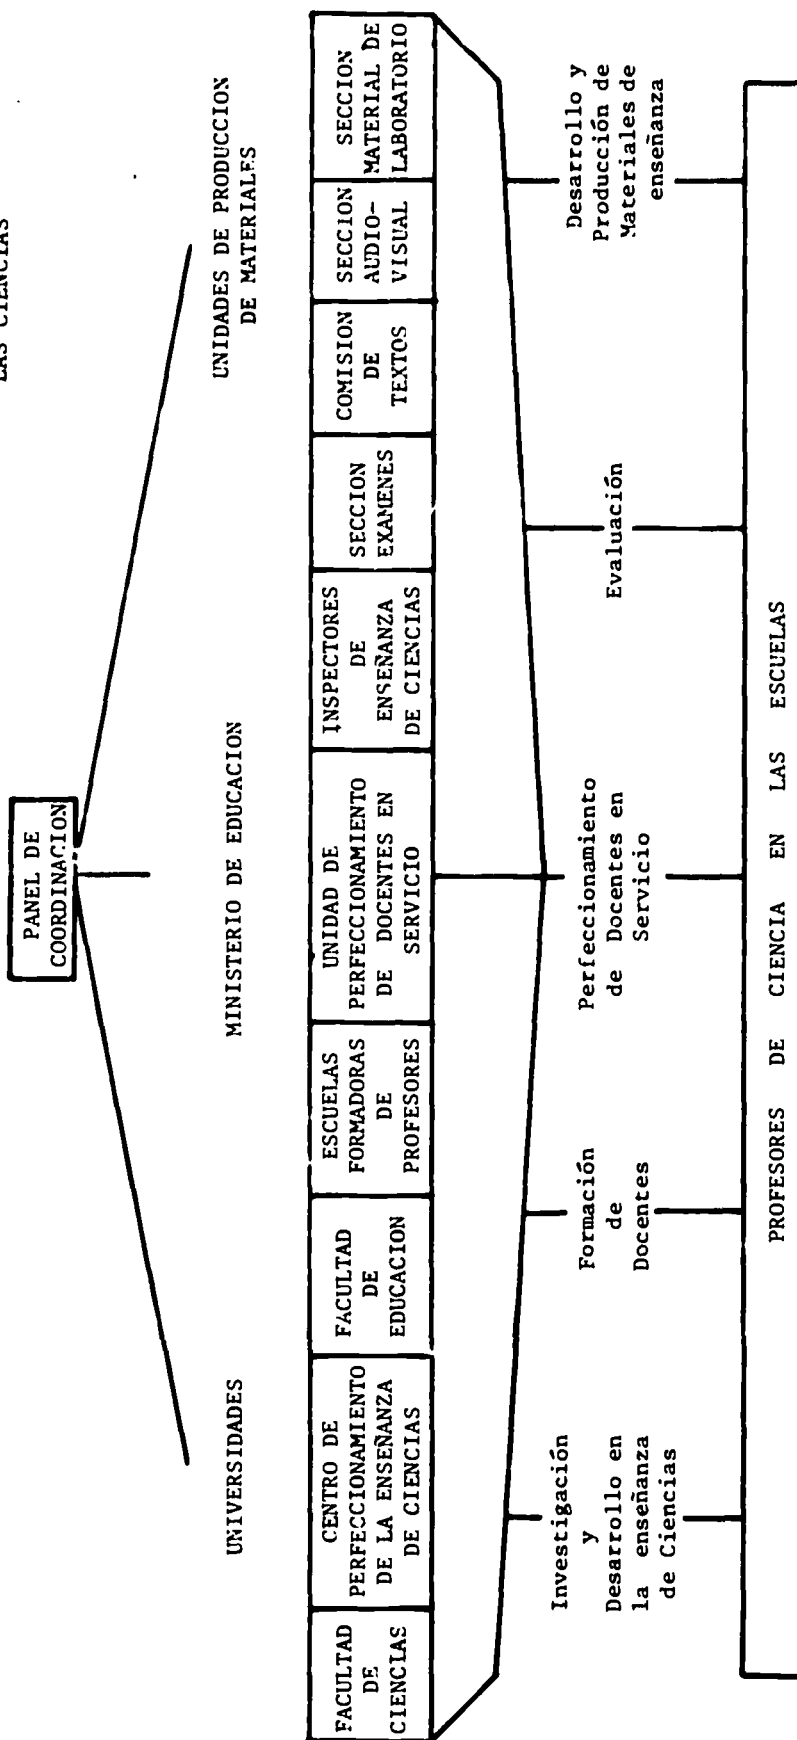 LAS CIENCIAS
PANEL DE
COORDINACION
UNIVERSIDADES
MINISTERIO DE EDUCACION
UNIDADES DE PRODUCCION
DE MATERIALES
FACULTAD
DE
CIENCIAS
CENTRO DE
PERFECCIONAMIENTO
DE LA ENSEÑANZA
DE CIENCIAS
FACULTAD
DE
EDUCACION
ESCUELAS
FORMADORAS
DE
PROFESORES
UNIDAD DE
PERFECCIONAMIENTO
DE DOCENTES EN
SERVICIO
INSPECTORES
DE
ENSEÑANZA
DE CIENCIAS
SECCION
EXAMENES
COMISION
DE
TEXTOS
SECCION
AUDIO-
VISUAL
SECCION
MATERIAL DE
LABORATORIO
Investigación
y
Desarrollo en
la enseñanza
de Ciencias
Formación
de
Docentes
Perfeccionamiento
de Docentes en
Servicio
Evaluación
Desarrollo y
Producción de
Materiales de
enseñanza
PROFESORES DE CIENCIA EN LAS ESCUELAS